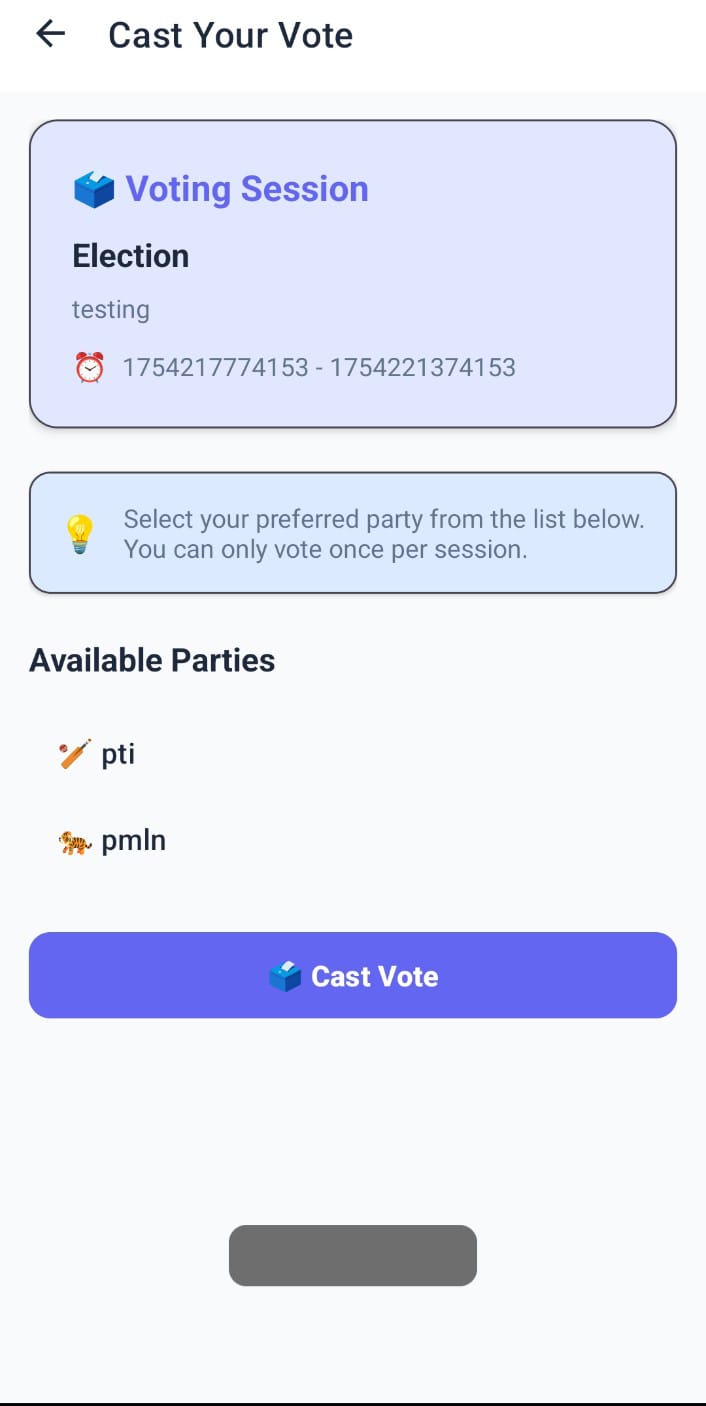 Cast Your Vote
Voting Session
Election
testing
1754217774153 - 1754221374153
Select your preferred party from the list below.
You can only vote once per session.
Available Parties
pti
pmln
Cast Vote